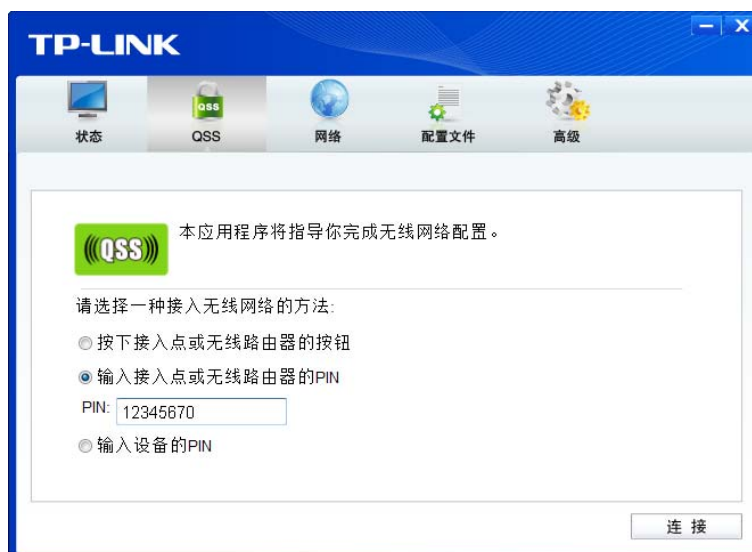 TP-LINK
状态
QSS
QSS
网络
配置文件
高级
QSS
本应用程序将指导你完成无线网络配置。
请选择一种接入无线网络的方法:
按下接入点或无线路由器的按钮
输入接入点或无线路由器的PIN
PIN: 12345670
输入设备的PIN
连 接